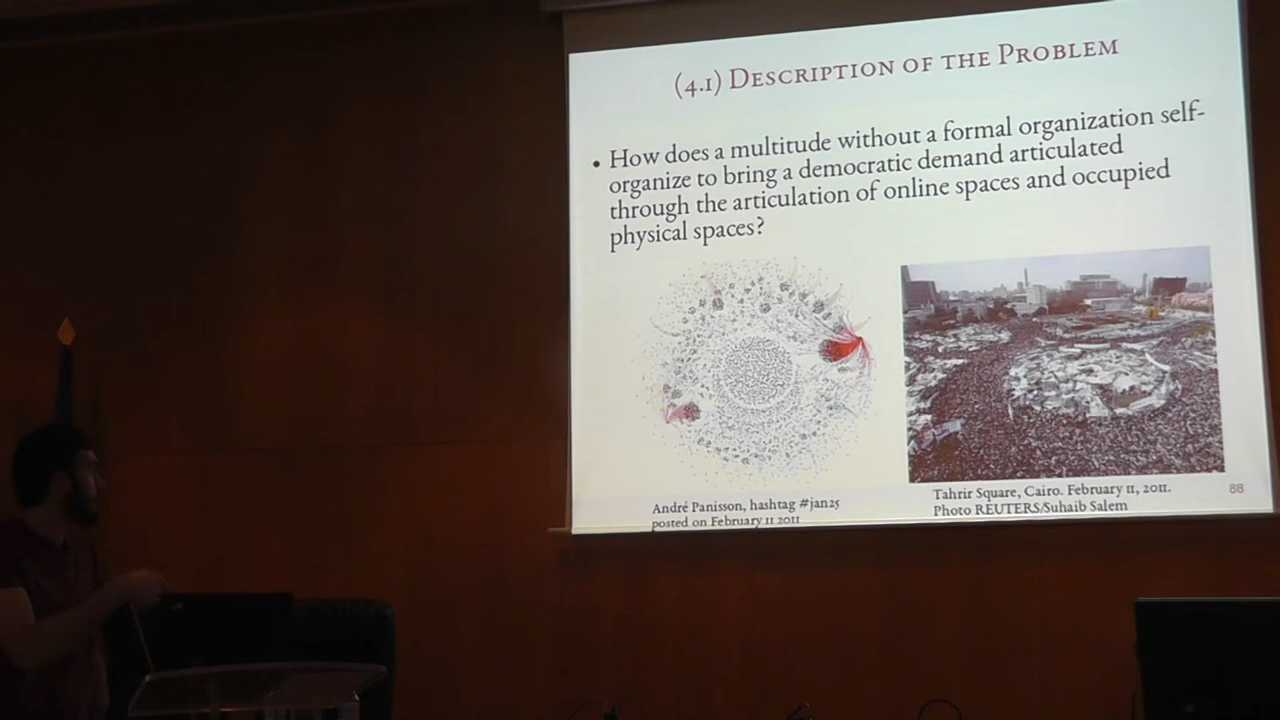 (4.1) Description of the Problem
• How does a multitude without a formal organization self-
organize to bring a democratic demand articulated
through the articulation of online spaces and occupied
physical spaces?
André Panisson, hashtag #jan25
posted on February 11 2011
Tahrir Square, Cairo. February 11, 2011.
Photo REUTERS/Suhaib Salem
88